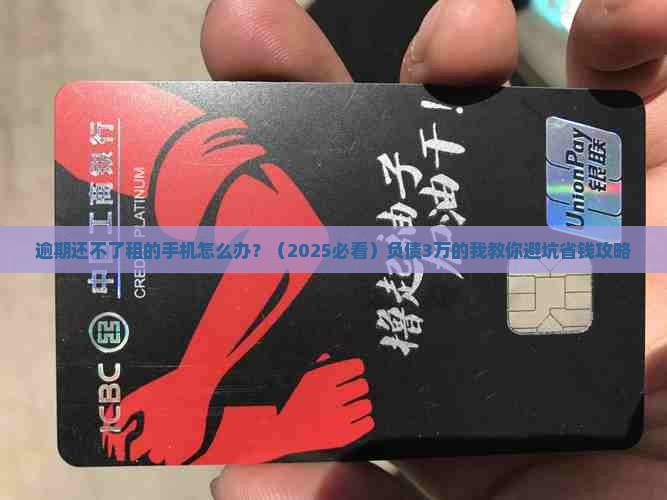 逾期还不了租的手机怎么办？（2025必看）负债3万的我教你避坑省钱攻略
中国工商银行
CREDIT PLATINUM
ICBC
撸起袖子
加油干！
UnionPay
银联